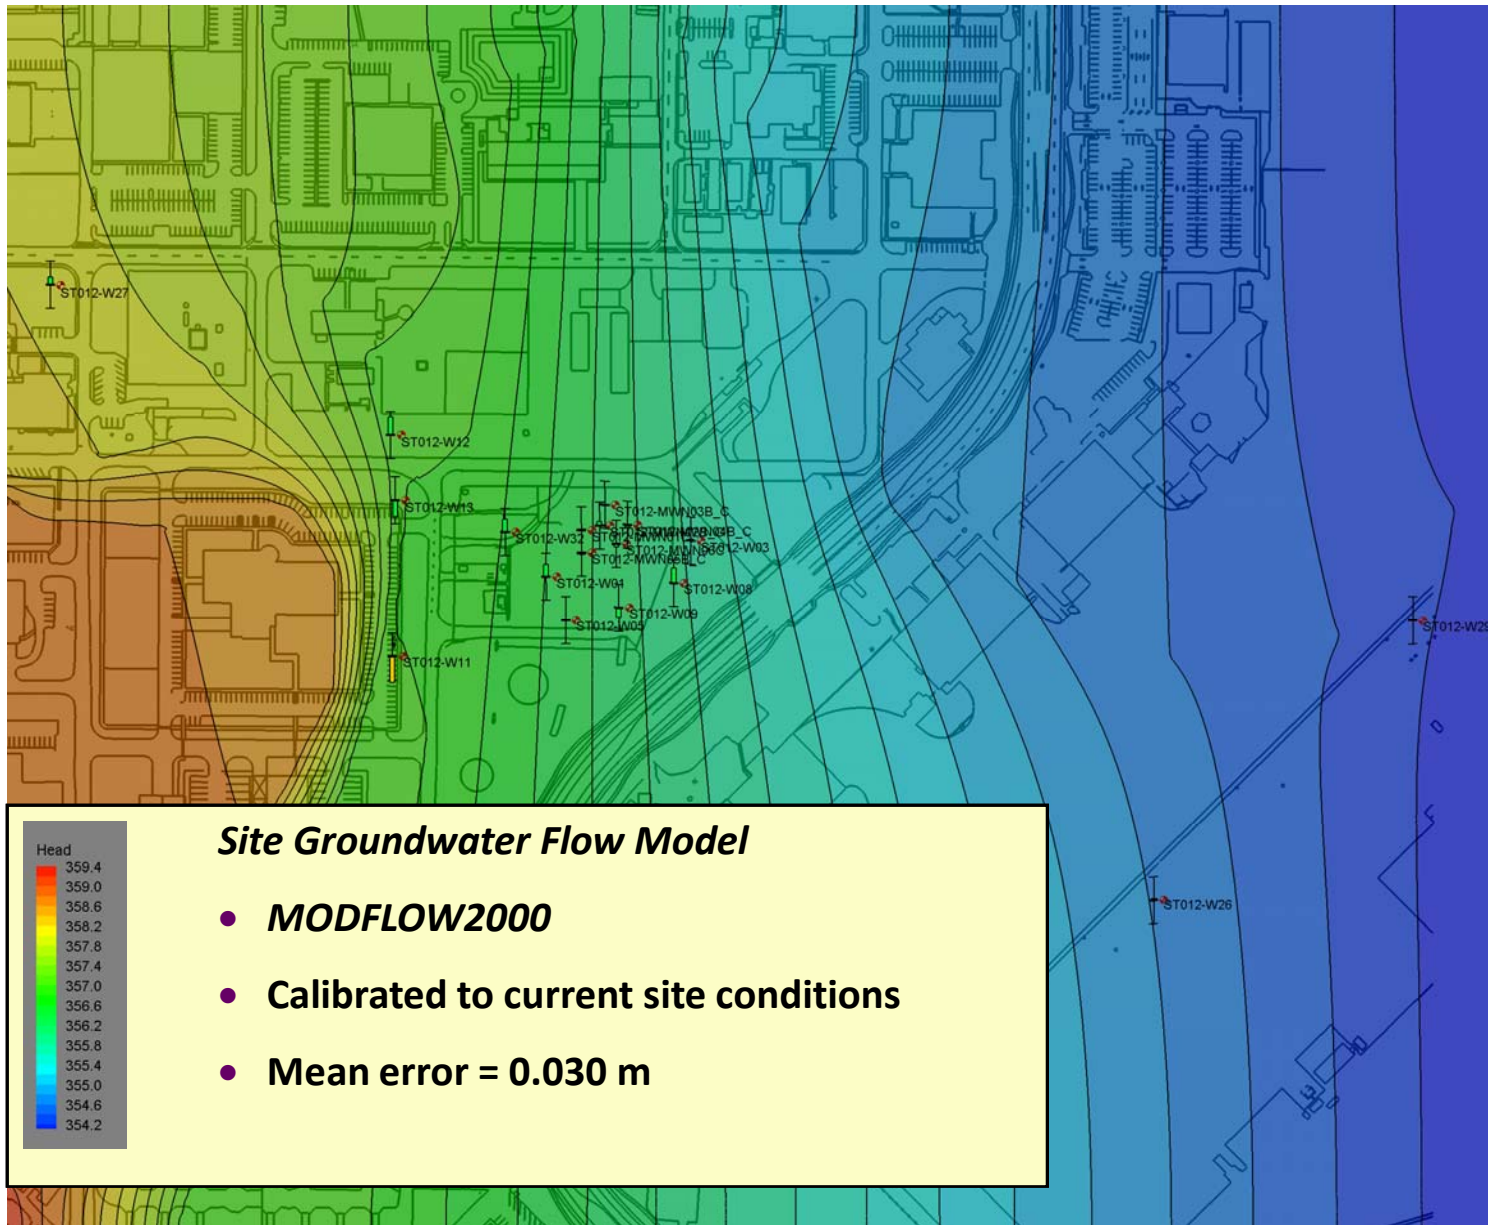 ST012-W27
ST012-W12
ST012-W13
ST012-MWN03B_C
ST012-W32
ST012-W03
ST012-W01
ST012-W08
ST012-W09
ST012-W05
ST012-W29
ST012-W11
ST012-W26
Site Groundwater Flow Model
• MODFLOW2000
• Calibrated to current site conditions
• Mean error = 0.030 m
Head
359.4
359.0
358.6
358.2
357.8
357.4
357.0
356.6
356.2
355.8
355.4
355.0
354.6
354.2